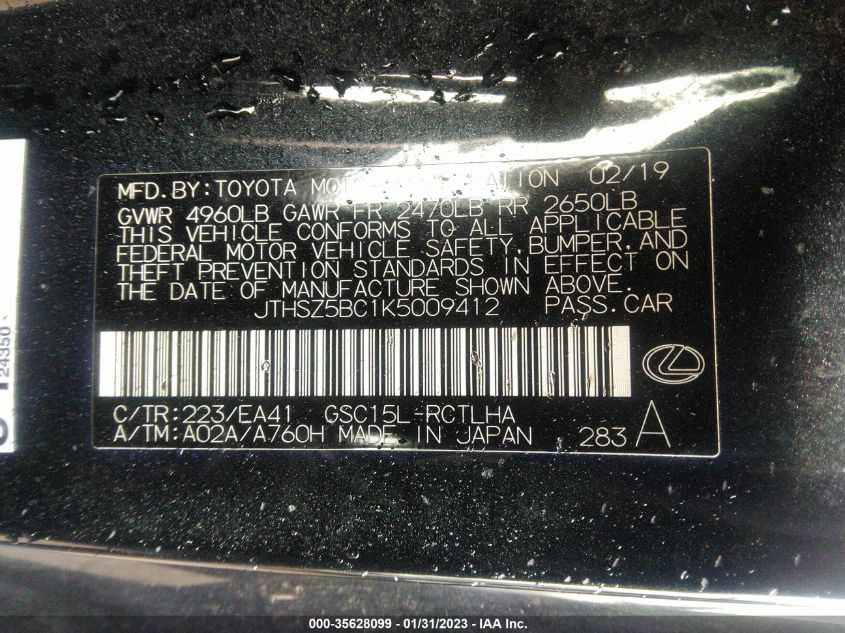 MFD.BY:TOYOTA MOTOR CORPORATION 02/19
GVWR 4960LB GAWR FR 2470LB RR 2650LB
THIS VEHICLE CONFORMS TO ALL APPLICABLE
FEDERAL MOTOR VEHICLE SAFETY,BUMPER,AND
THEFT PREVENTION STANDARDS IN EFFECT ON
THE DATE OF MANUFACTURE SHOWN ABOVE.
JTHSZ5BC1K5009412 PASS.CAR
C/TR:223/EA41 GSC15L-RCTLHA
A/TM:A02A/A760H MADE IN JAPAN 283 A
24350
000-35628099 - 01/31/2023 - IAA Inc.